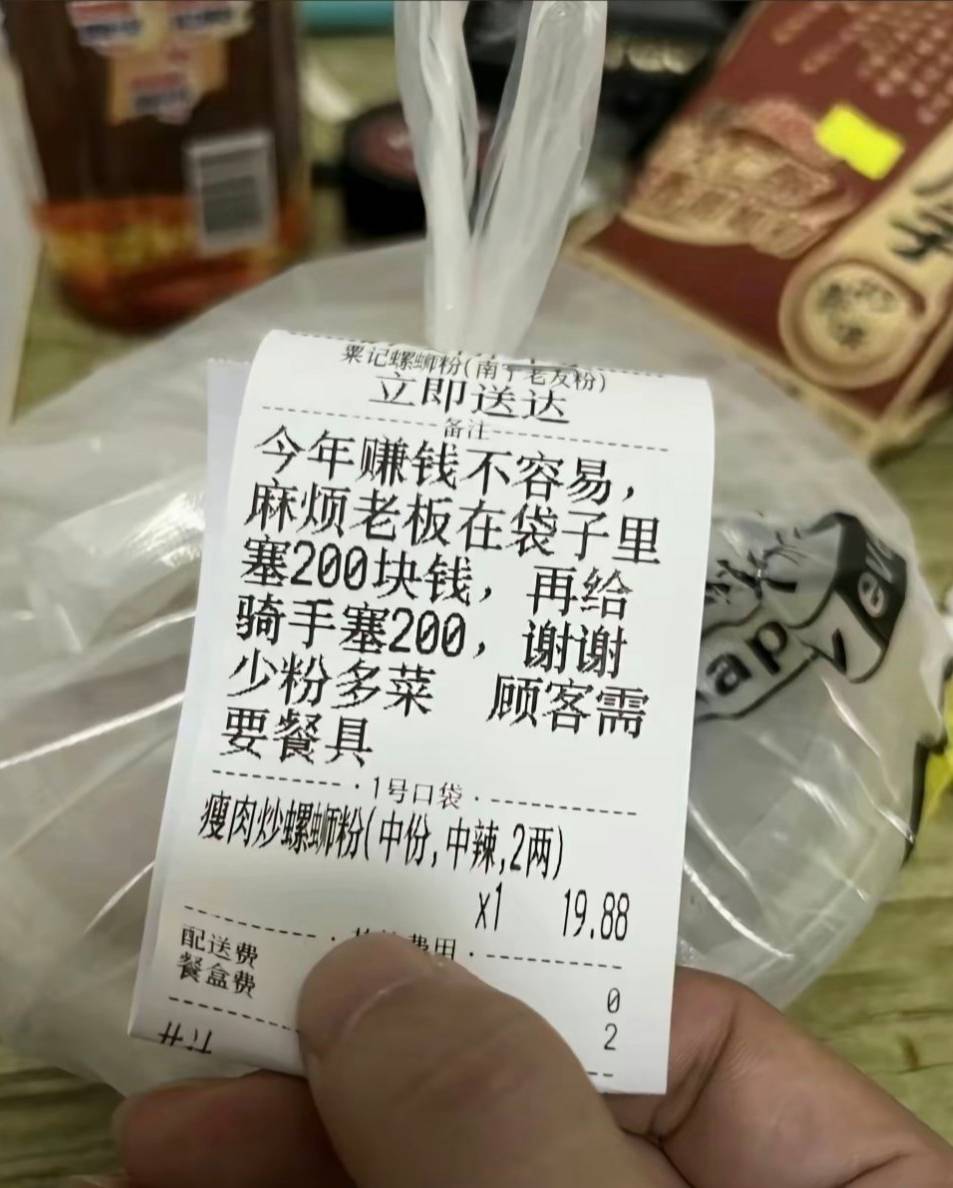 粟记螺蛳粉(南宁老友粉)
立即送达
备注
今年赚钱不容易，
麻烦老板在袋子里
塞200块钱，再给
骑手塞200，谢谢
少粉多菜 顾客需
要餐具
1号口袋
瘦肉炒螺蛳粉(中份,中辣,2两)
x1 19.88
费用
配送费 0
餐盒费 2